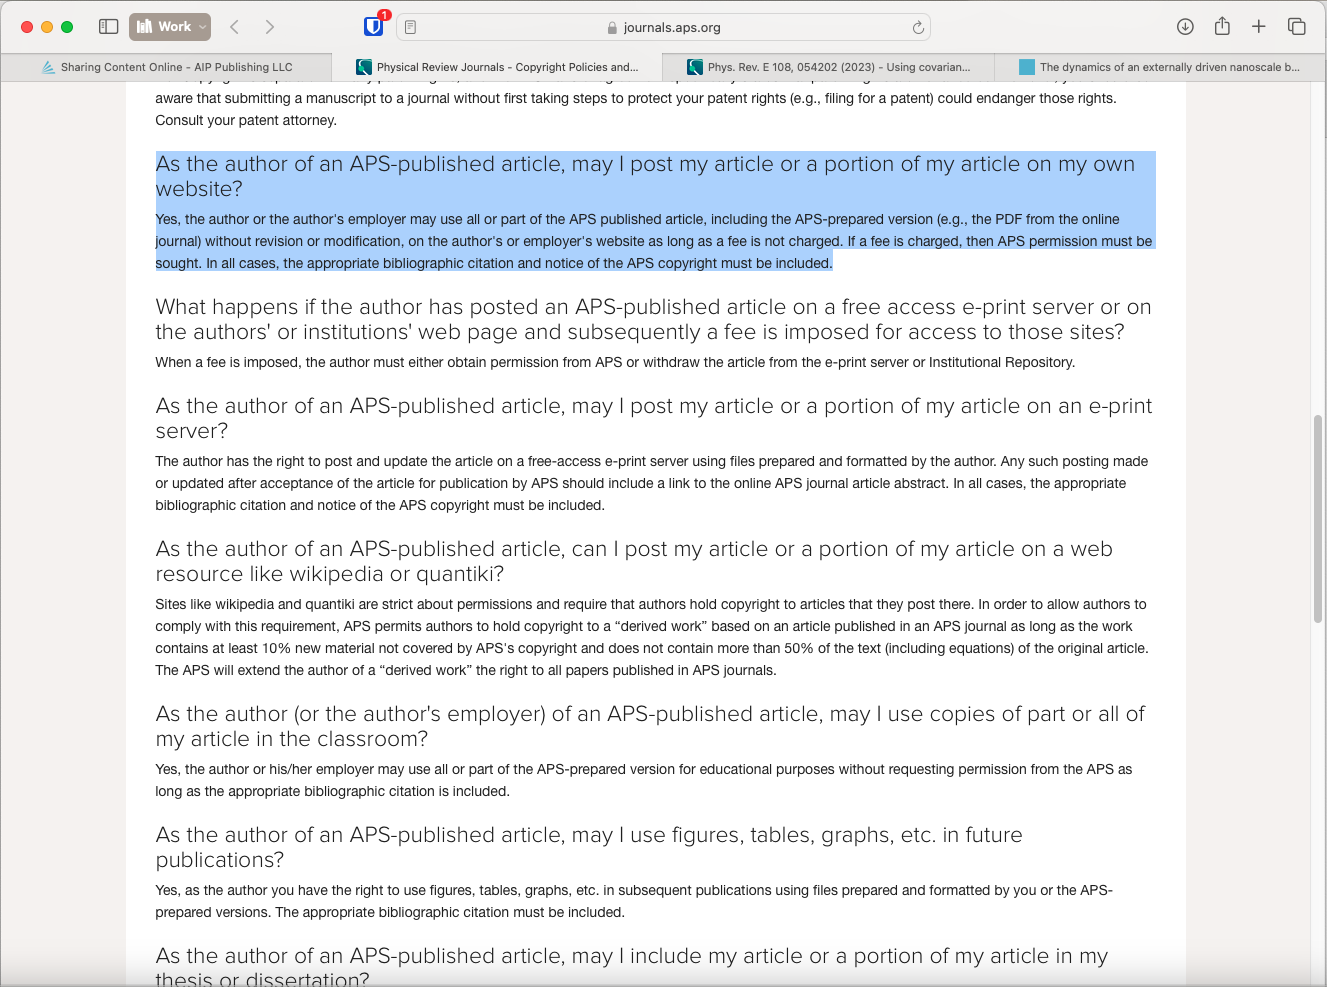 Work
1
journals.aps.org
Sharing Content Online - AIP Publishing LLC
Physical Review Journals - Copyright Policies and...
Phys. Rev. E 108, 054202 (2023) - Using covarian...
The dynamics of an externally driven nanoscale b...
aware that submitting a manuscript to a journal without first taking steps to protect your patent rights (e.g., filing for a patent) could endanger those rights.
Consult your patent attorney.
As the author of an APS-published article, may I post my article or a portion of my article on my own
website?
Yes, the author or the author's employer may use all or part of the APS published article, including the APS-prepared version (e.g., the PDF from the online
journal) without revision or modification, on the author's or employer's website as long as a fee is not charged. If a fee is charged, then APS permission must be
sought. In all cases, the appropriate bibliographic citation and notice of the APS copyright must be included.
What happens if the author has posted an APS-published article on a free access e-print server or on
the authors' or institutions' web page and subsequently a fee is imposed for access to those sites?
When a fee is imposed, the author must either obtain permission from APS or withdraw the article from the e-print server or Institutional Repository.
As the author of an APS-published article, may I post my article or a portion of my article on an e-print
server?
The author has the right to post and update the article on a free-access e-print server using files prepared and formatted by the author. Any such posting made
or updated after acceptance of the article for publication by APS should include a link to the online APS journal article abstract. In all cases, the appropriate
bibliographic citation and notice of the APS copyright must be included.
As the author of an APS-published article, can I post my article or a portion of my article on a web
resource like wikipedia or quantiki?
Sites like wikipedia and quantiki are strict about permissions and require that authors hold copyright to articles that they post there. In order to allow authors to
comply with this requirement, APS permits authors to hold copyright to a “derived work” based on an article published in an APS journal as long as the work
contains at least 10% new material not covered by APS's copyright and does not contain more than 50% of the text (including equations) of the original article.
The APS will extend the author of a “derived work” the right to all papers published in APS journals.
As the author (or the author's employer) of an APS-published article, may I use copies of part or all of
my article in the classroom?
Yes, the author or his/her employer may use all or part of the APS-prepared version for educational purposes without requesting permission from the APS as
long as the appropriate bibliographic citation is included.
As the author of an APS-published article, may I use figures, tables, graphs, etc. in future
publications?
Yes, as the author you have the right to use figures, tables, graphs, etc. in subsequent publications using files prepared and formatted by you or the APS-
prepared versions. The appropriate bibliographic citation must be included.
As the author of an APS-published article, may I include my article or a portion of my article in my
thesis or dissertation?